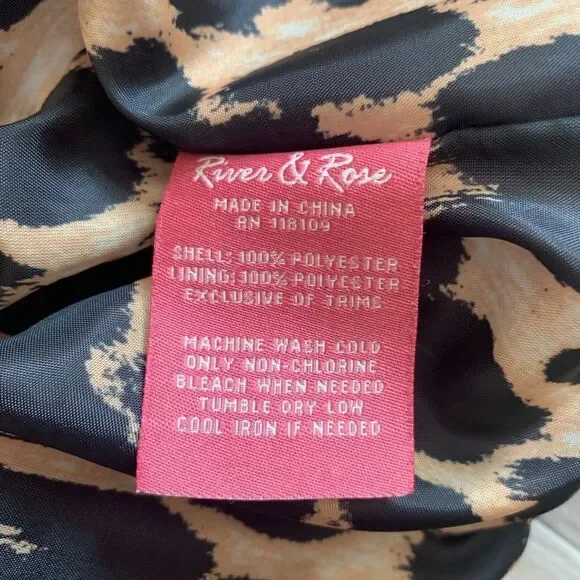 River & Rose
MADE IN CHINA
RN 118109
SHELL: 100% POLYESTER
LINING: 100% POLYESTER
EXCLUSIVE OF TRIMS
MACHINE WASH COLD
ONLY NON-CHLORINE
BLEACH WHEN NEEDED
TUMBLE DRY LOW
COOL IRON IF NEEDED